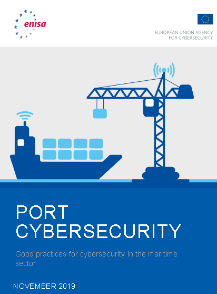 enisa
EUROPEAN UNION AGENCY
FOR CYBERSECURITY
PORT
CYBERSECURITY
Good practices for cybersecurity in the maritime
sector
NOVEMBER 2019